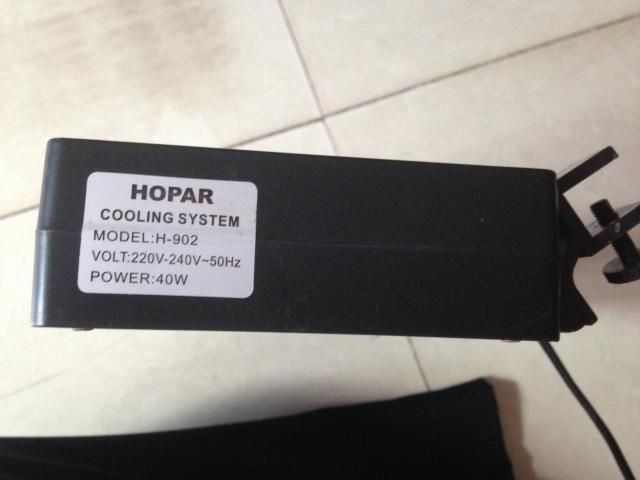 HOPAR
COOLING SYSTEM
MODEL:H-902
VOLT:220V-240V~50Hz
POWER:40W